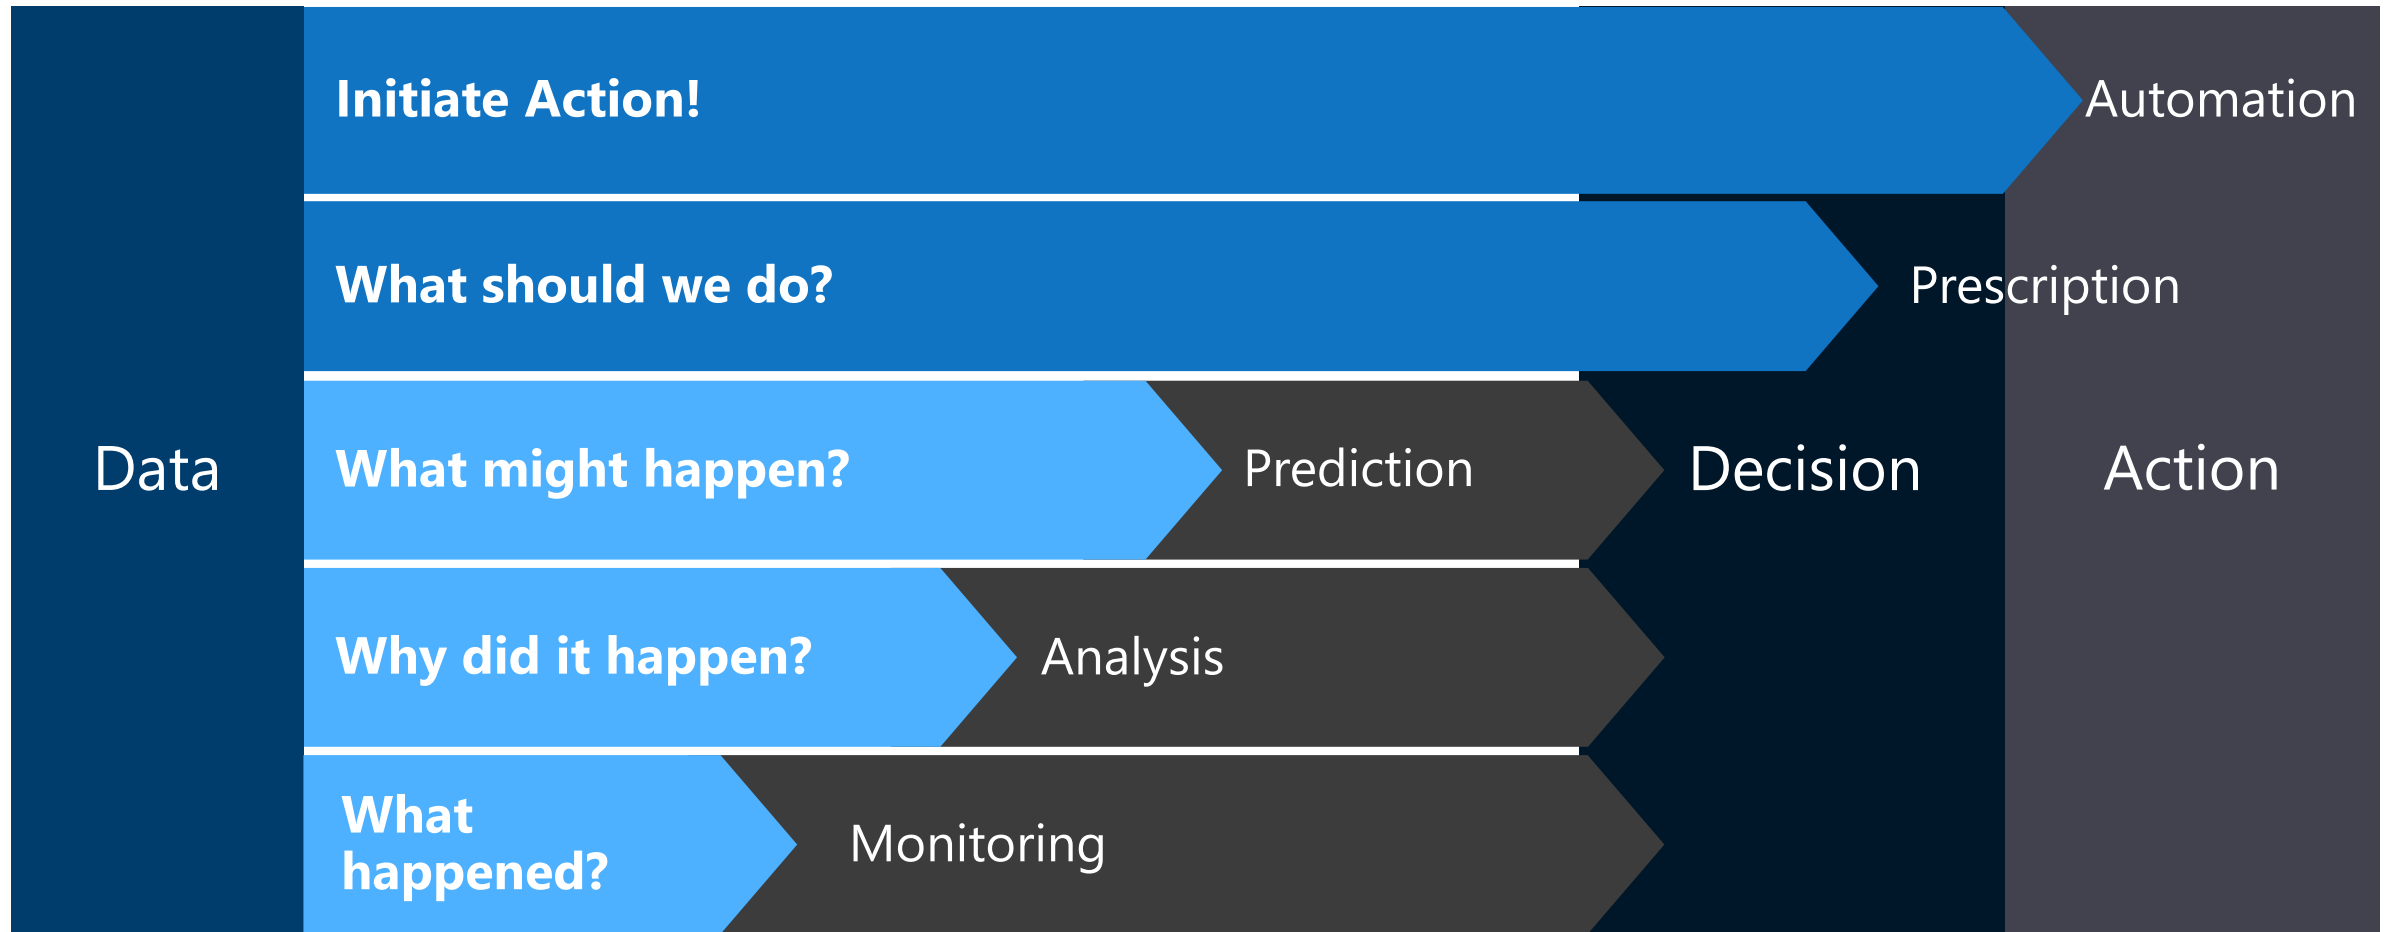 Initiate Action!
Automation
What should we do?
Prescription
Data
What might happen?
Prediction
Decision
Action
Why did it happen?
Analysis
What
happened?
Monitoring